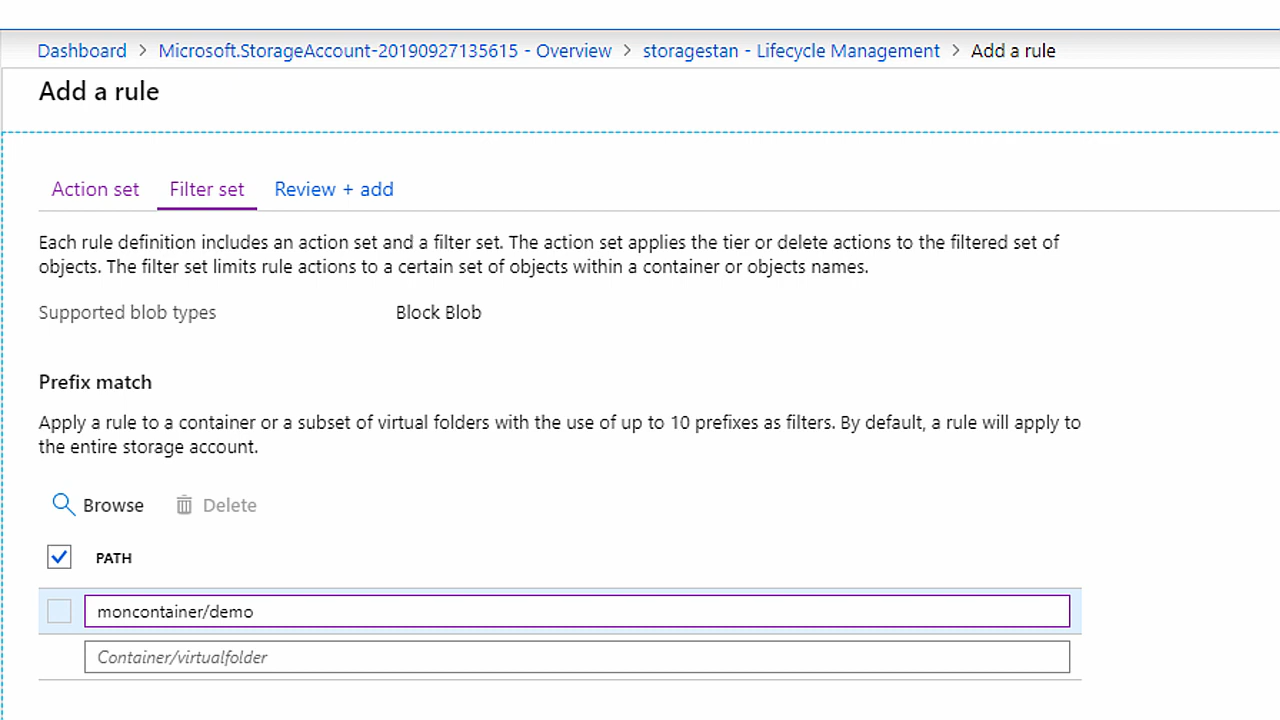 Dashboard > Microsoft.StorageAccount-20190927135615 - Overview > storagestan - Lifecycle Management > Add a rule
Add a rule
Action set Filter set Review + add
Each rule definition includes an action set and a filter set. The action set applies the tier or delete actions to the filtered set of
objects. The filter set limits rule actions to a certain set of objects within a container or objects names.
Supported blob types Block Blob
Prefix match
Apply a rule to a container or a subset of virtual folders with the use of up to 10 prefixes as filters. By default, a rule will apply to
the entire storage account.
Browse Delete
PATH
moncontainer/demo
Container/virtualfolder